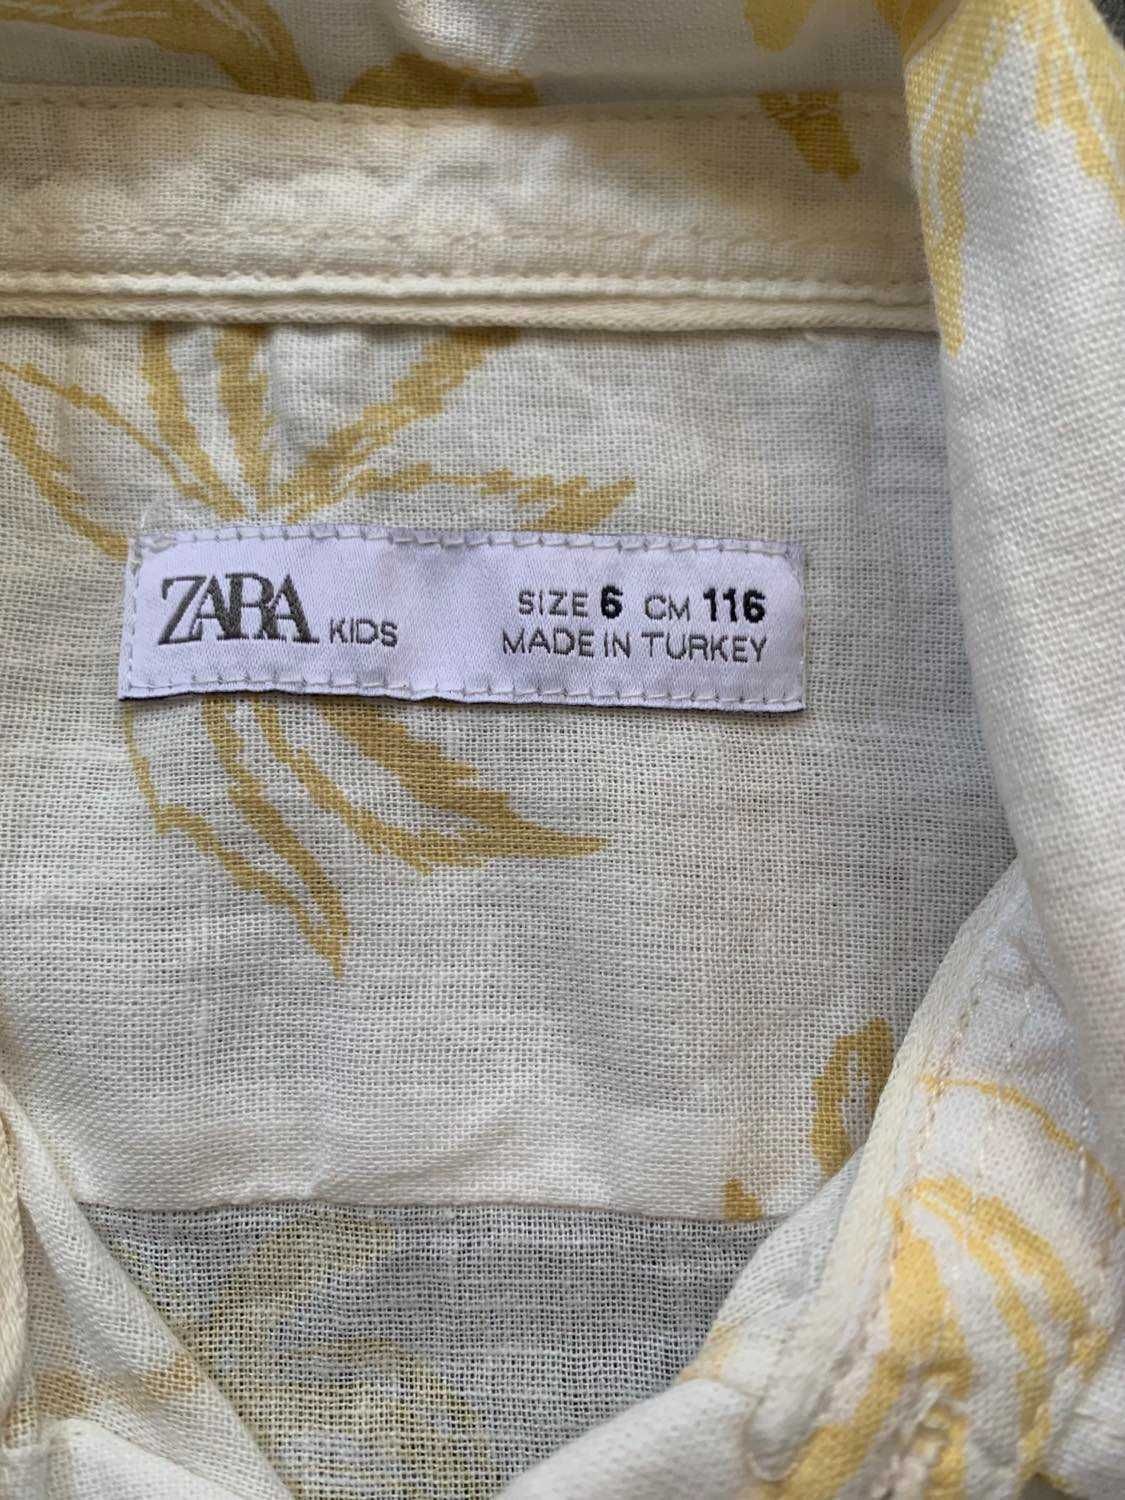 ZARA KIDS
SIZE 6 CM 116
MADE IN TURKEY